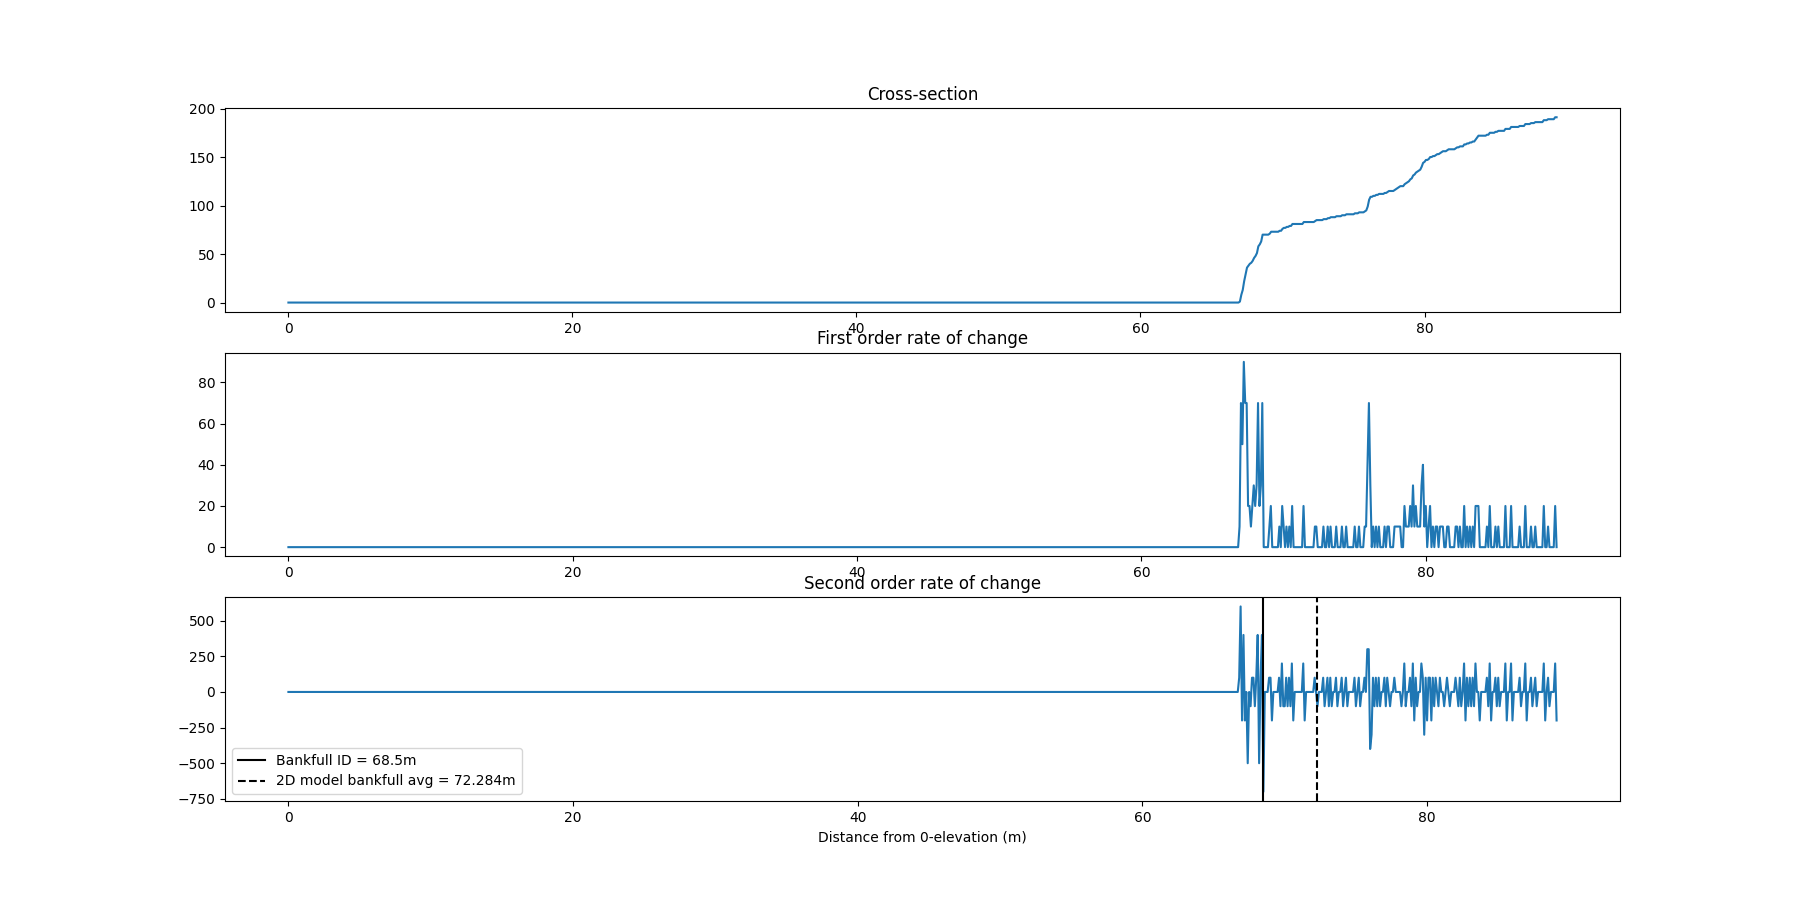 Cross-section
200
150
100
50
0
0 20 40 60 80
First order rate of change
80
60
40
20
0
0 20 40 60 80
Second order rate of change
500
250
0
−250
−500
−750
Bankfull ID = 68.5m
2D model bankfull avg = 72.284m
0 20 40 60 80
Distance from 0-elevation (m)